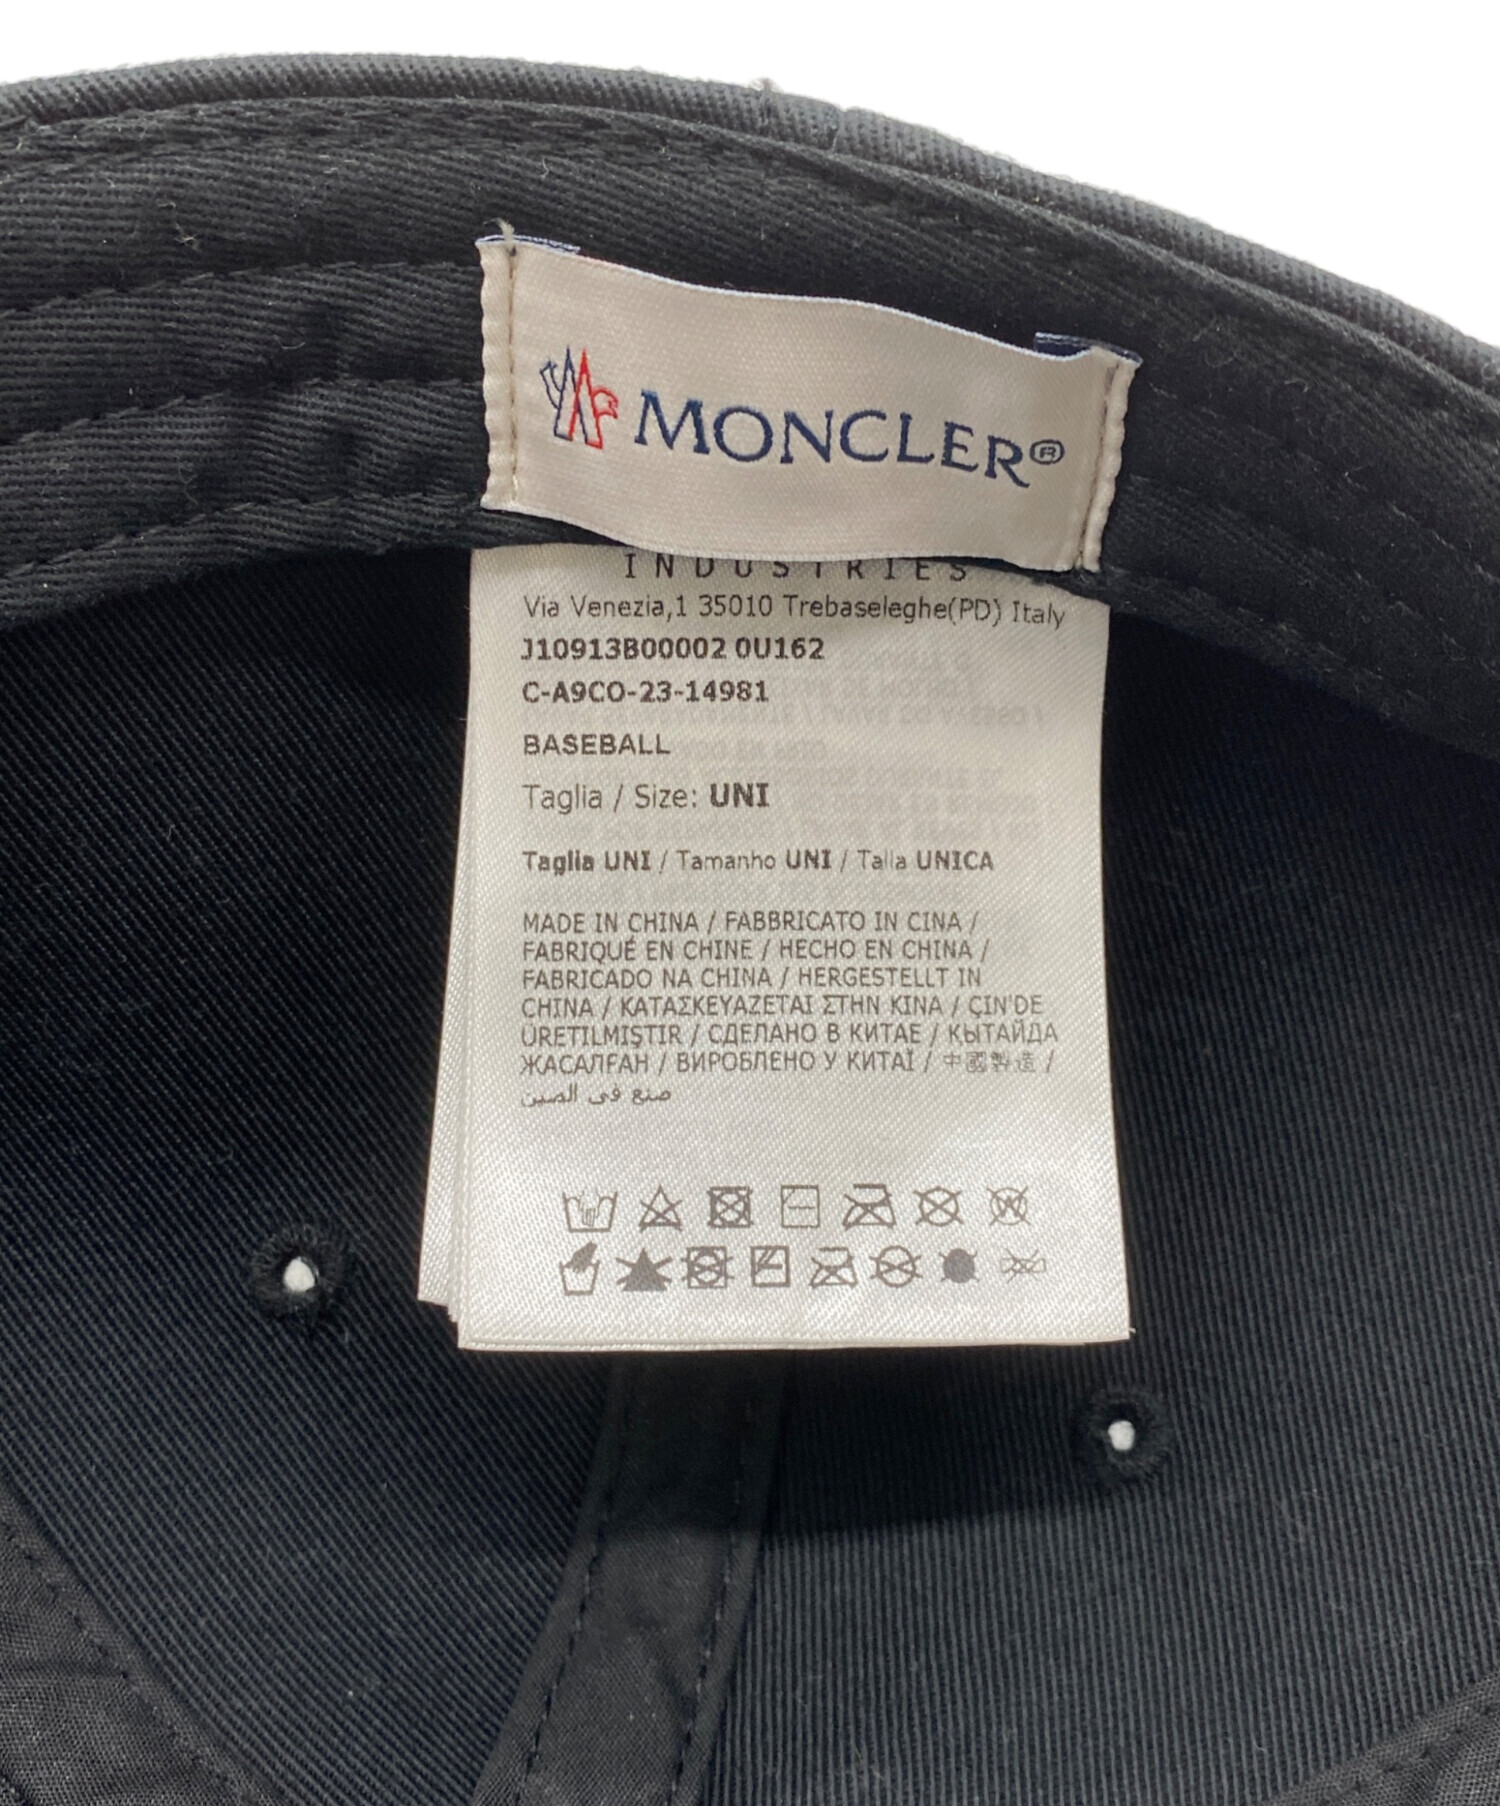 MONCLER®
INDUSTRIES
Via Venezia,1 35010 Trebaseleghe(PD) Italy
J10913B00002 0U162
C-A9CO-23-14981
BASEBALL
Taglia / Size: UNI
Taglia UNI / Tamanho UNI / Talla UNICA
MADE IN CHINA / FABBRICATO IN CINA /
FABRIQUÉ EN CHINE / HECHO EN CHINA /
FABRICADO NA CHINA / HERGESTELLT IN
CHINA / ΚΑΤΑΣΚΕΥΑΖΕΤΑΙ ΣΤΗΝ ΚΙΝΑ / ÇIN'DE
ÜRETILMIŞTIR / СДЕЛАНО В КИТАЕ / ҚЫТАЙДА
ЖАСАЛҒАН / ВИРОБЛЕНО У КИТАЇ / 中國製造 /
صنع في الصين